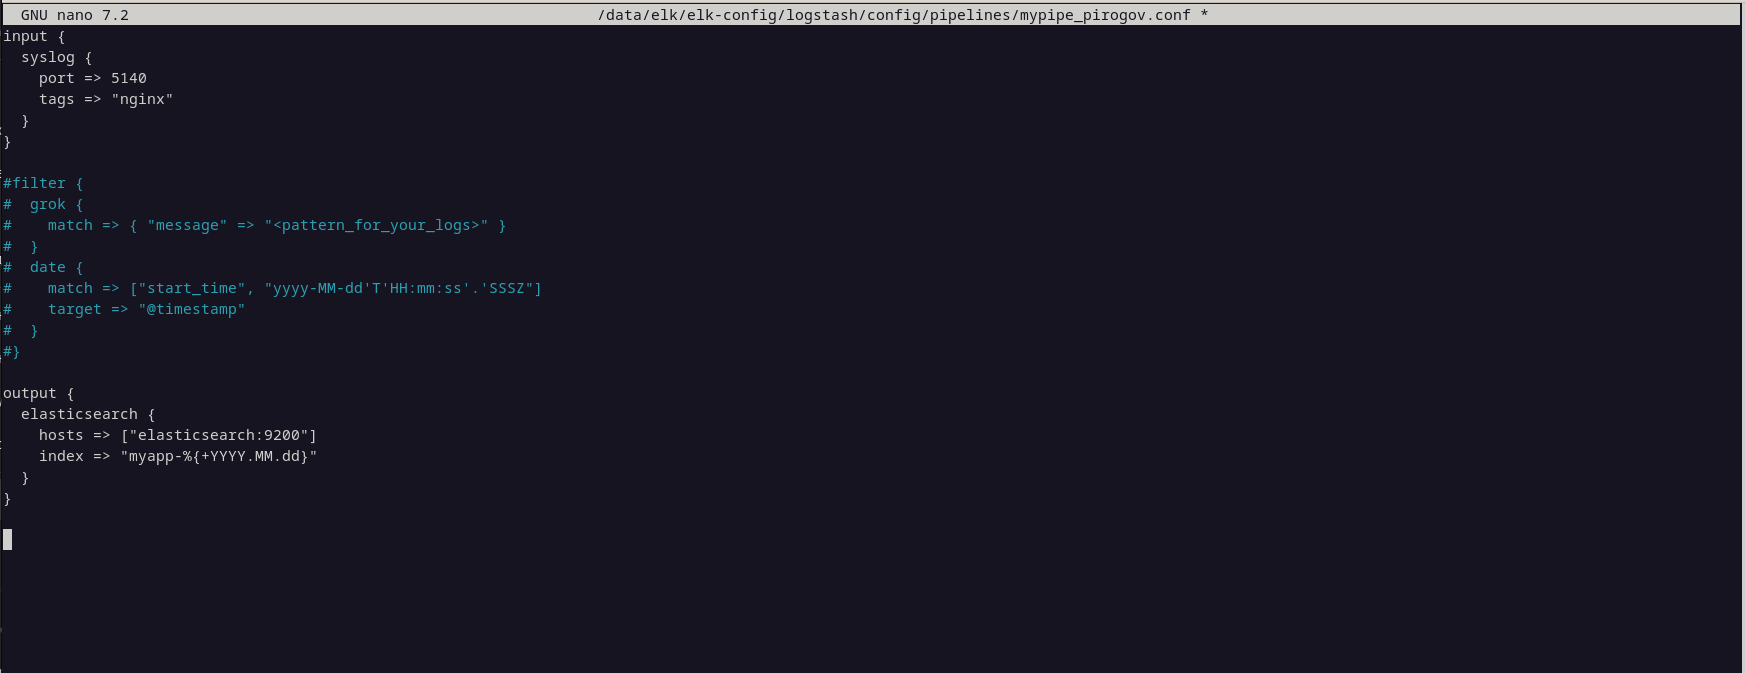 GNU nano 7.2 /data/elk/elk-config/logstash/config/pipelines/mypipe_pirogov.conf *
input {
  syslog {
    port => 5140
    tags => "nginx"
  }
}

#filter {
#  grok {
#    match => { "message" => "<pattern_for_your_logs>" }
#  }
#  date {
#    match => ["start_time", "yyyy-MM-dd'T'HH:mm:ss'.'SSSZ"]
#    target => "@timestamp"
#  }
#}

output {
  elasticsearch {
    hosts => ["elasticsearch:9200"]
    index => "myapp-%{+YYYY.MM.dd}"
  }
}